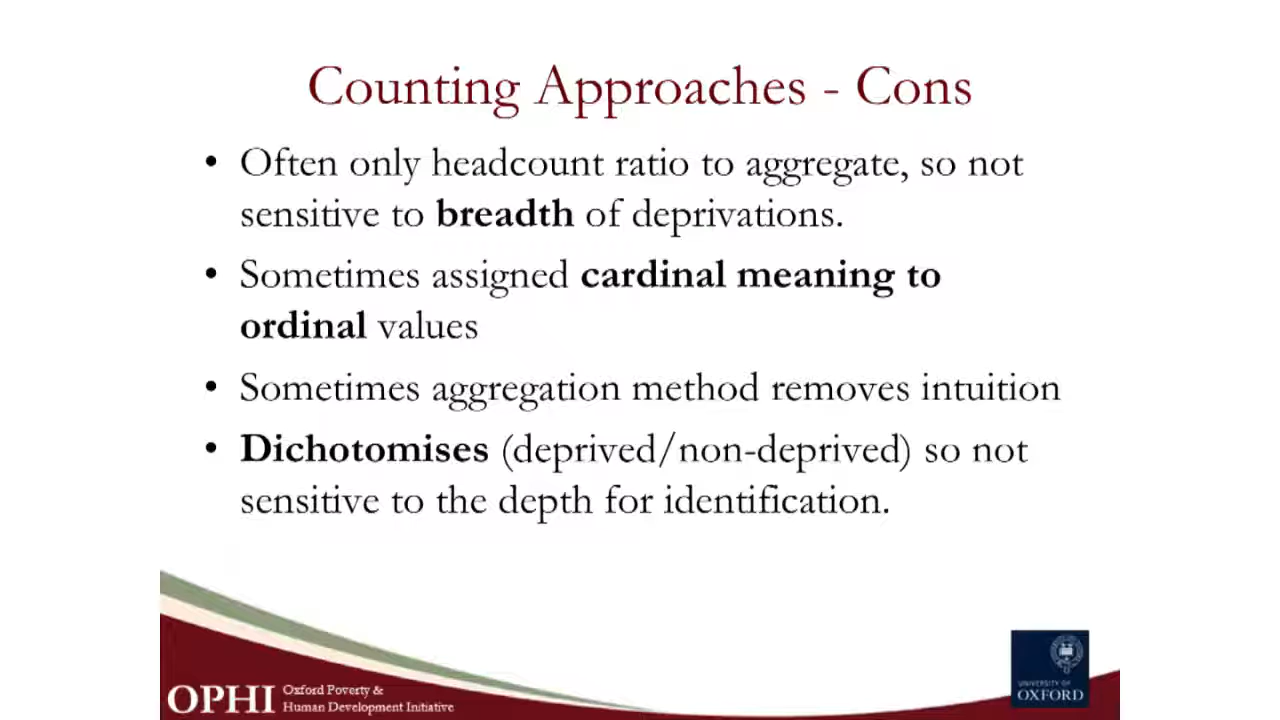 Counting Approaches - Cons
• Often only headcount ratio to aggregate, so not
sensitive to breadth of deprivations.
• Sometimes assigned cardinal meaning to
ordinal values
• Sometimes aggregation method removes intuition
• Dichotomises (deprived/non-deprived) so not
sensitive to the depth for identification.
OPHI
Oxford Poverty &
Human Development Initiative
UNIVERSITY OF
OXFORD